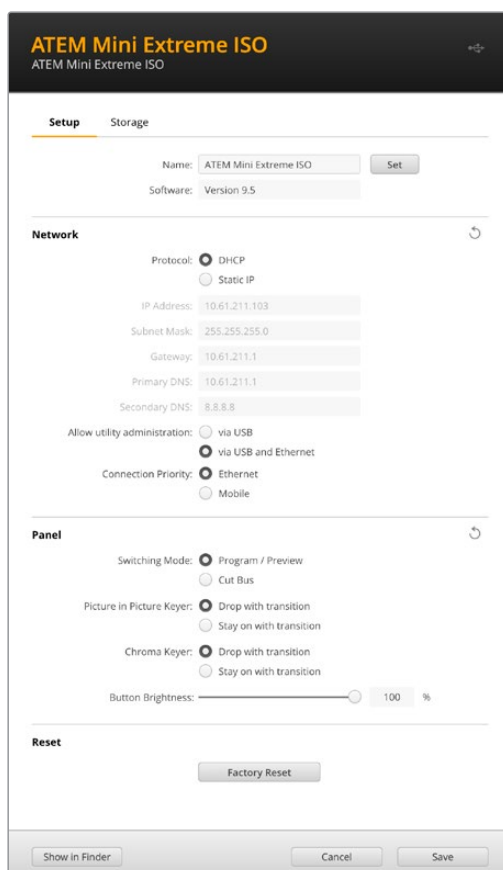 ATEM Mini Extreme ISO
ATEM Mini Extreme ISO
Setup Storage
Name: ATEM Mini Extreme ISO Set
Software: Version 9.5
Network
Protocol: DHCP
Static IP
IP Address: 10.61.211.103
Subnet Mask: 255.255.255.0
Gateway: 10.61.211.1
Primary DNS: 10.61.211.1
Secondary DNS: 8.8.8.8
Allow utility administration: via USB
via USB and Ethernet
Connection Priority: Ethernet
Mobile
Panel
Switching Mode: Program / Preview
Cut Bus
Picture in Picture Keyer: Drop with transition
Stay on with transition
Chroma Keyer: Drop with transition
Stay on with transition
Button Brightness: 100 %
Reset
Factory Reset
Show in Finder Cancel Save